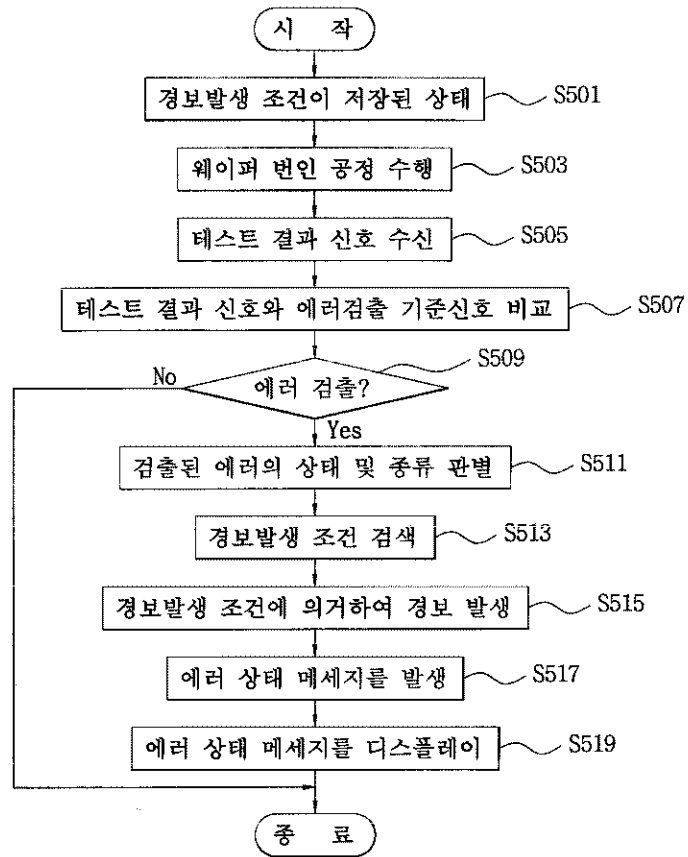 시 작
경보발생 조건이 저장된 상태
S501
웨이퍼 번인 공정 수행
S503
테스트 결과 신호 수신
S505
테스트 결과 신호와 에러검출 기준신호 비교
S507
에러 검출?
S509
No
Yes
검출된 에러의 상태 및 종류 판별
S511
경보발생 조건 검색
S513
경보발생 조건에 의거하여 경보 발생
S515
에러 상태 메세지를 발생
S517
에러 상태 메세지를 디스플레이
S519
종 료